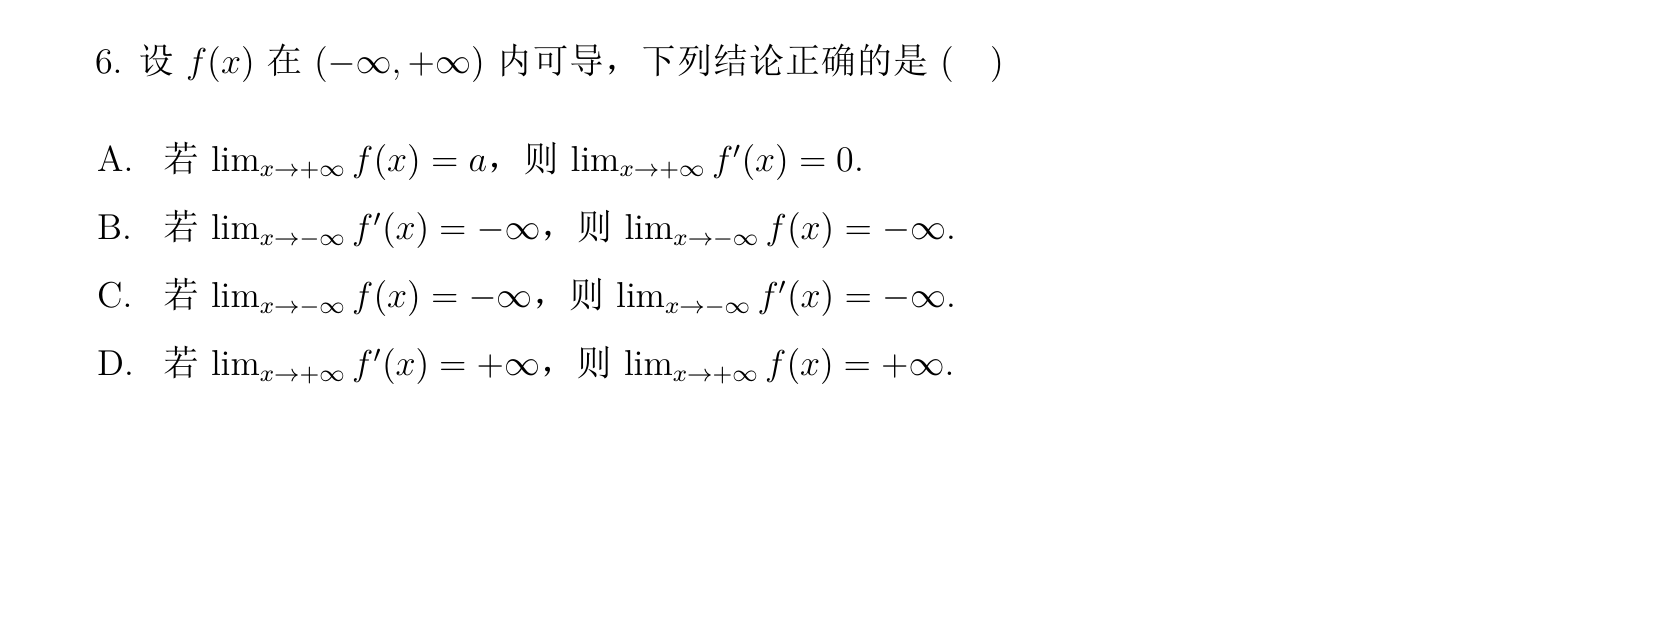 6. 设 f(x) 在 (−∞, +∞) 内可导，下列结论正确的是 ( )
A. 若 lim_{x→+∞} f(x) = a，则 lim_{x→+∞} f′(x) = 0.
B. 若 lim_{x→−∞} f′(x) = −∞，则 lim_{x→−∞} f(x) = −∞.
C. 若 lim_{x→−∞} f(x) = −∞，则 lim_{x→−∞} f′(x) = −∞.
D. 若 lim_{x→+∞} f′(x) = +∞，则 lim_{x→+∞} f(x) = +∞.